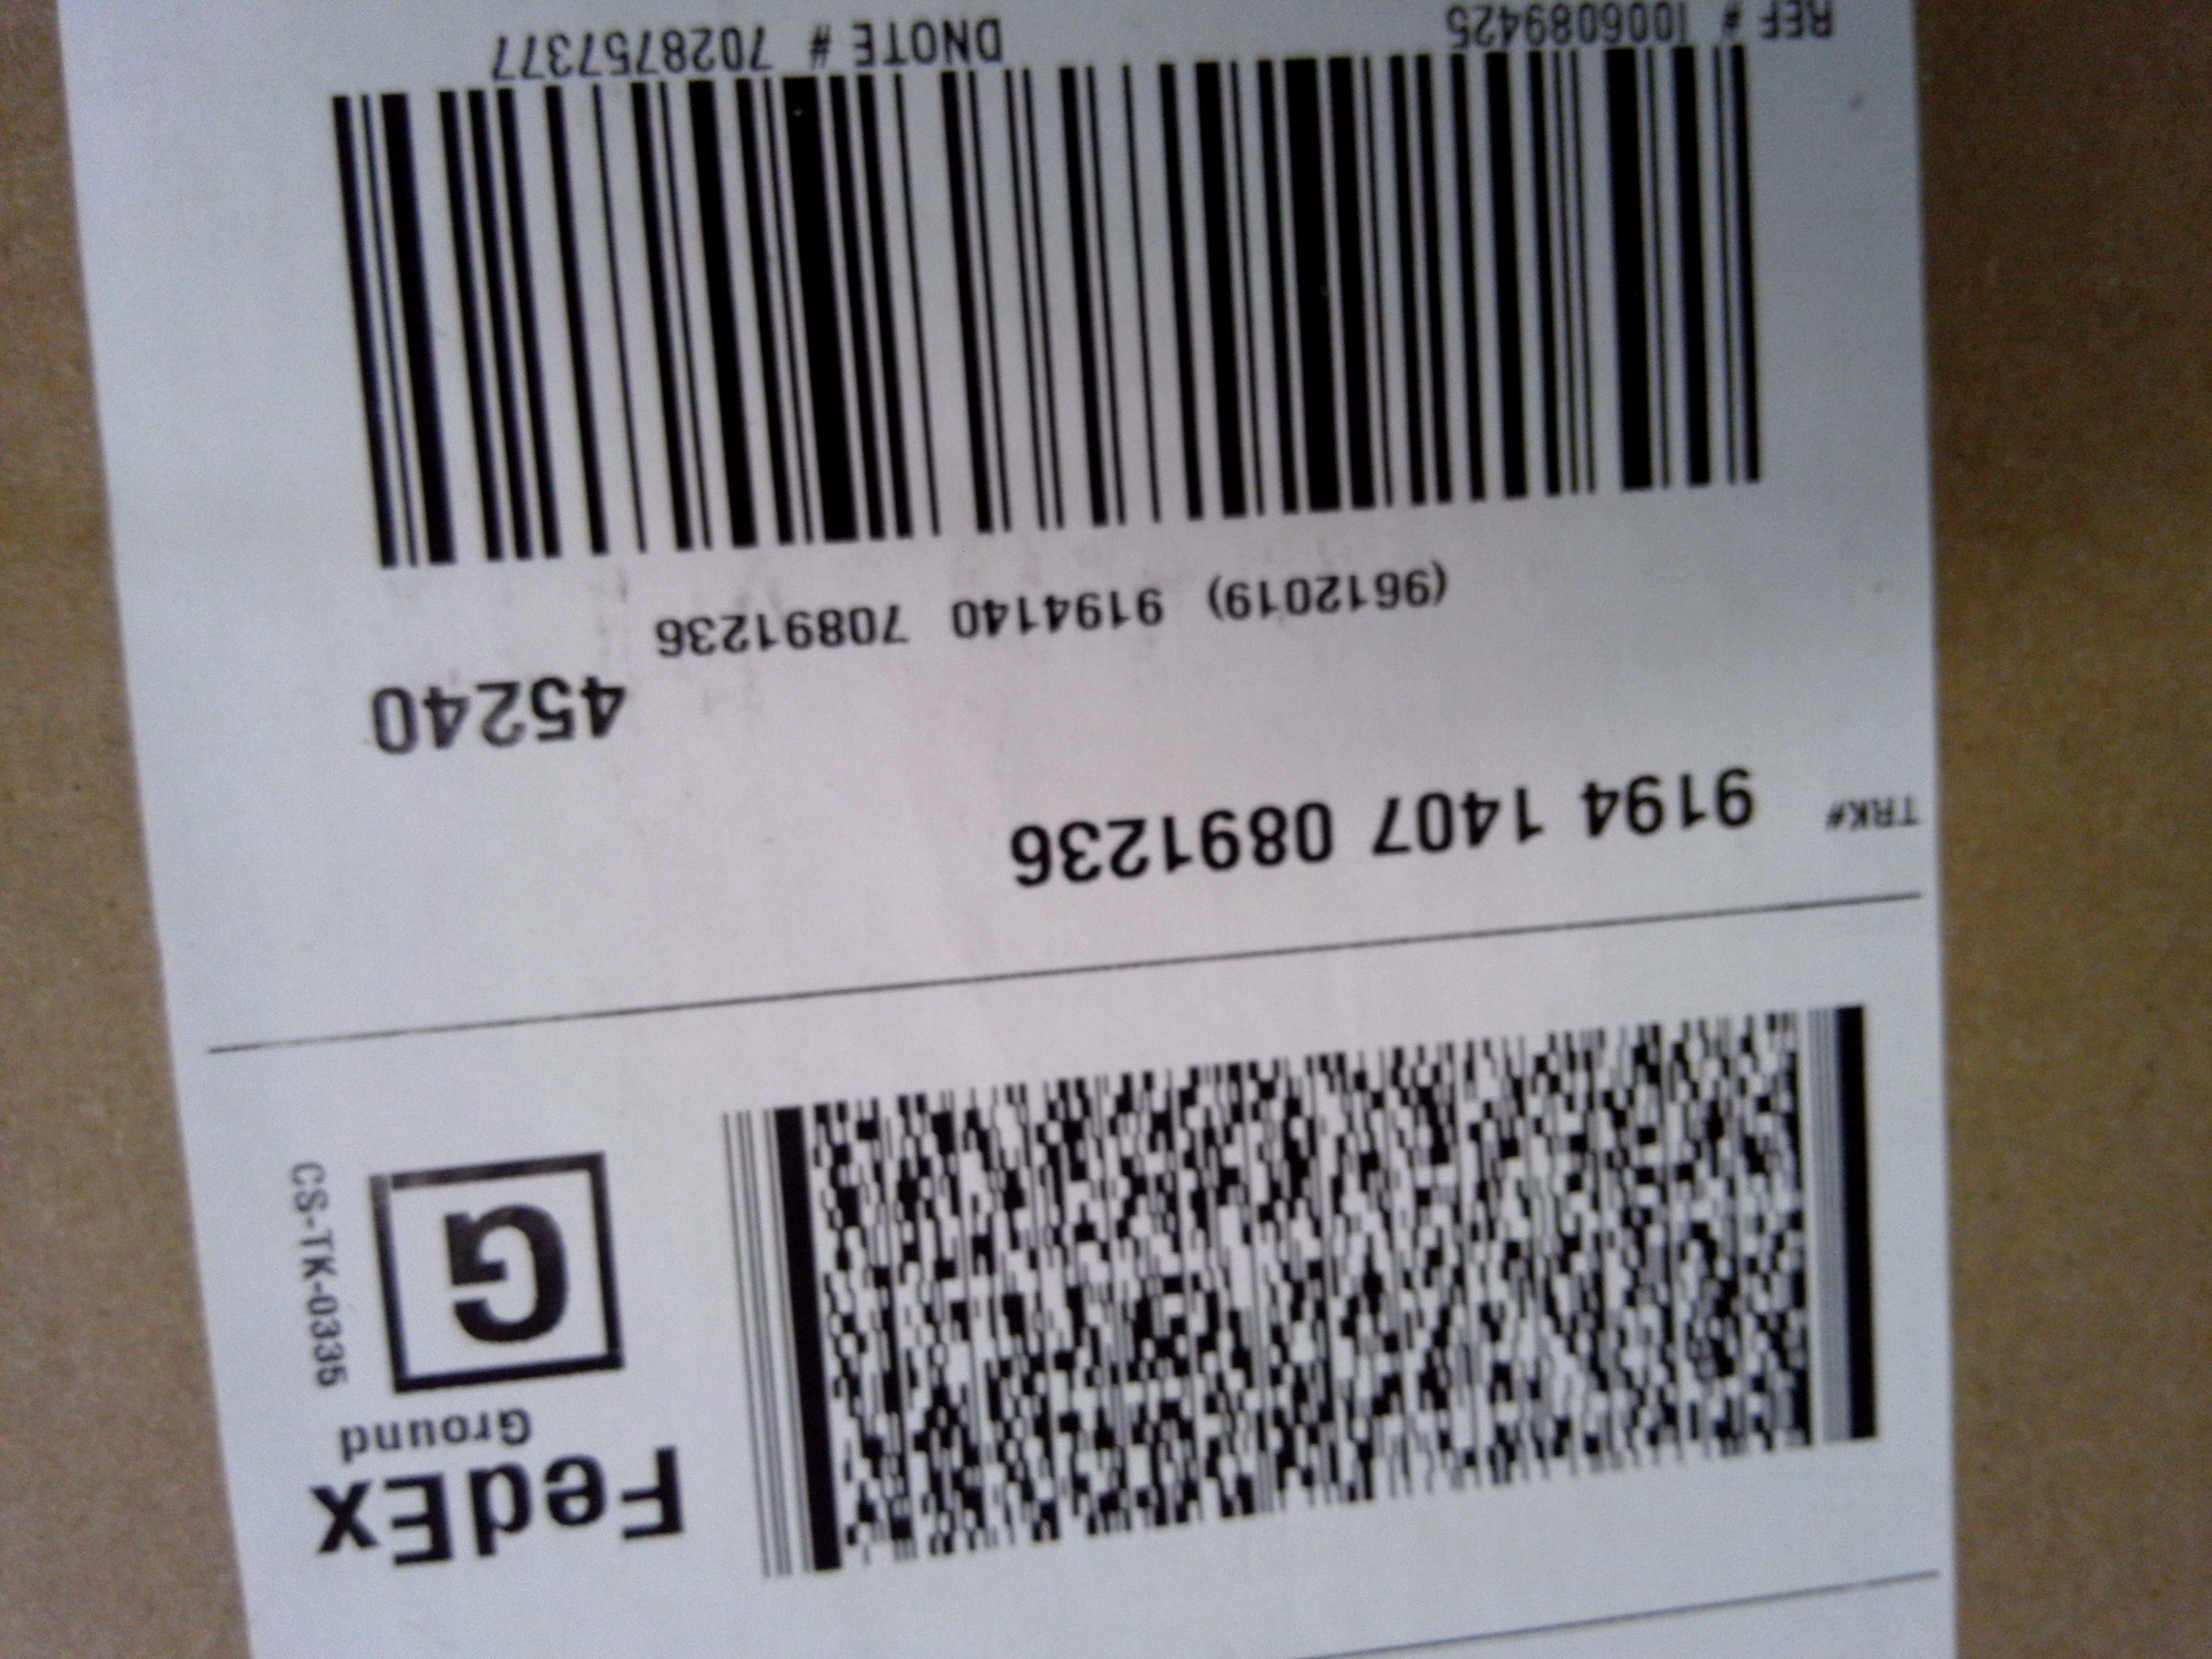 FedEx
Ground
G
CS-TK-0335
TRK# 9194 1407 0891236
45240
(9612019) 9194140 70891236
REF # 1006089425 DNOTE # 7028757377